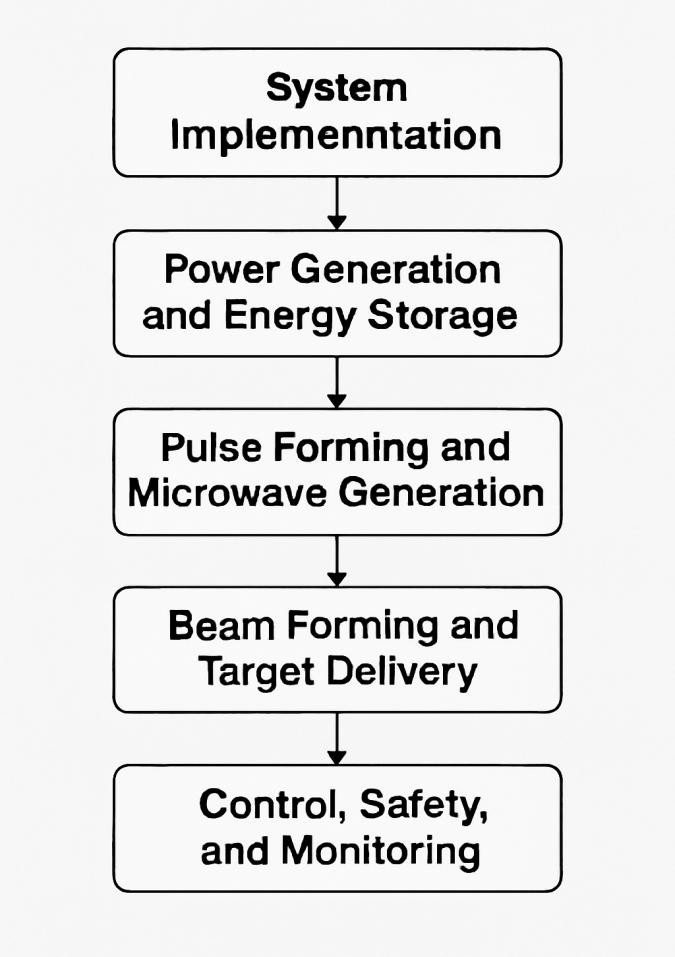 System
Implemenntation
Power Generation
and Energy Storage
Pulse Forming and
Microwave Generation
Beam Forming and
Target Delivery
Control, Safety,
and Monitoring